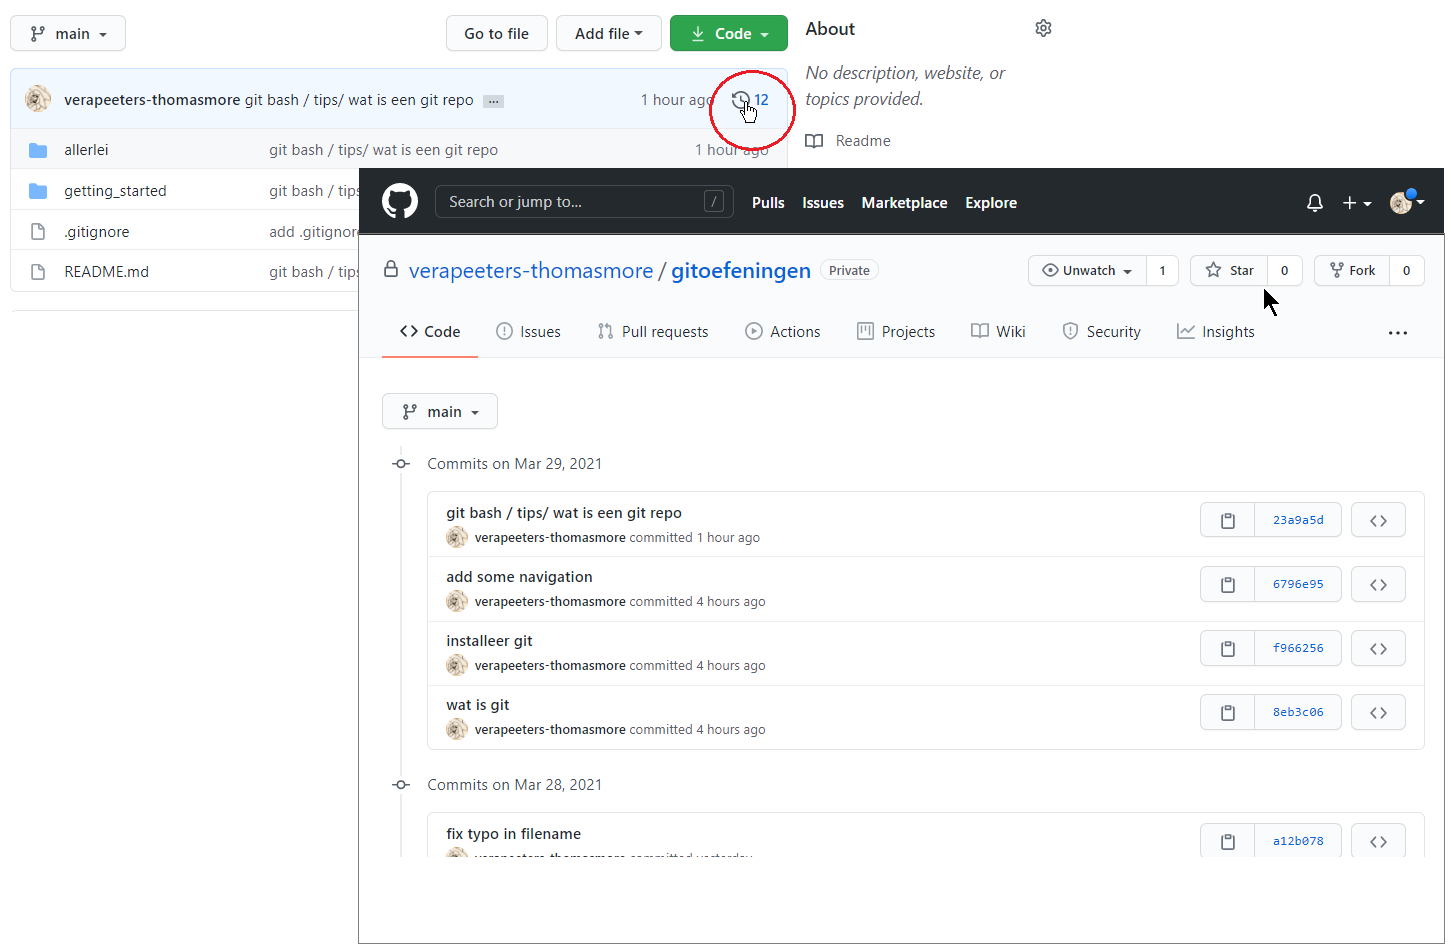 main
Go to file
Add file
Code
About
verapeeters-thomasmore git bash / tips/ wat is een git repo ...
1 hour ago
12
No description, website, or
topics provided.
allerlei
git bash / tips/ wat is een git repo
1 hour ago
Readme
getting_started
git bash / tips
.gitignore
add .gitignore
README.md
git bash / tips
Search or jump to...
/
Pulls
Issues
Marketplace
Explore
verapeeters-thomasmore / gitoefeningen
Private
Unwatch
1
Star
0
Fork
0
Code
Issues
Pull requests
Actions
Projects
Wiki
Security
Insights
...
main
Commits on Mar 29, 2021
git bash / tips/ wat is een git repo
verapeeters-thomasmore committed 1 hour ago
23a9a5d
add some navigation
verapeeters-thomasmore committed 4 hours ago
6796e95
installeer git
verapeeters-thomasmore committed 4 hours ago
f966256
wat is git
verapeeters-thomasmore committed 4 hours ago
8eb3c06
Commits on Mar 28, 2021
fix typo in filename
verapeeters-thomasmore committed yesterday
a12b078